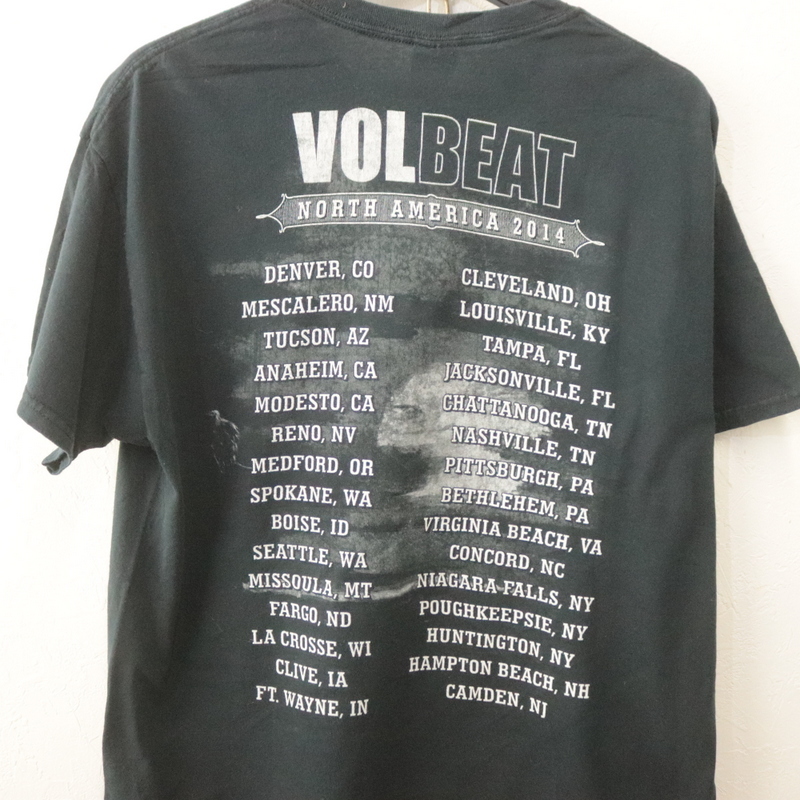 VOLBEAT
NORTH AMERICA 2014
DENVER, CO
MESCALERO, NM
TUCSON, AZ
ANAHEIM, CA
MODESTO, CA
RENO, NV
MEDFORD, OR
SPOKANE, WA
BOISE, ID
SEATTLE, WA
MISSOULA, MT
FARGO, ND
LA CROSSE, WI
CLIVE, IA
FT. WAYNE, IN
CLEVELAND, OH
LOUISVILLE, KY
TAMPA, FL
JACKSONVILLE, FL
CHATTANOOGA, TN
NASHVILLE, TN
PITTSBURGH, PA
BETHLEHEM, PA
VIRGINIA BEACH, VA
CONCORD, NC
NIAGARA FALLS, NY
POUGHKEEPSIE, NY
HUNTINGTON, NY
HAMPTON BEACH, NH
CAMDEN, NJ